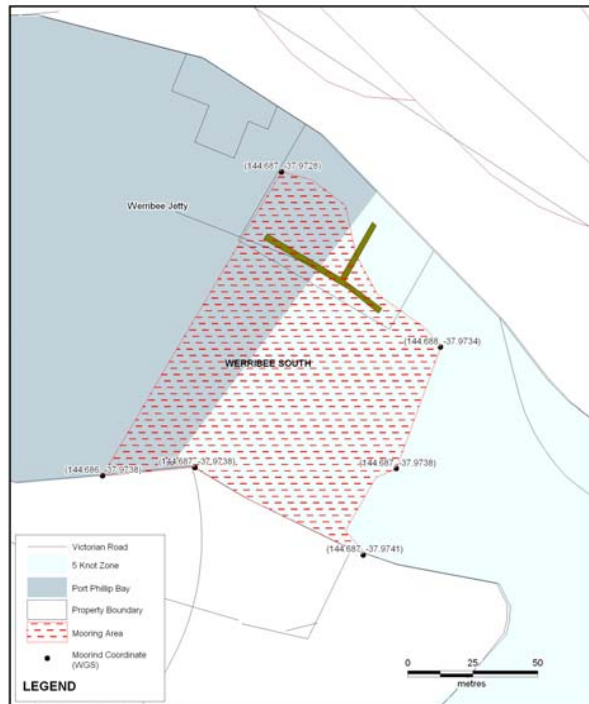 (144.687, -37.9728)
Werribee Jetty
(144.688, -37.9734)
WERRIBEE SOUTH
(144.686, -37.9738)
(144.687, -37.9738)
(144.687, -37.9738)
(144.687, -37.9741)
Victorian Road
5 Knot Zone
Port Phillip Bay
Property Boundary
Mooring Area
Moorind Coordinate
(WGS)
LEGEND
0 25 50
metres